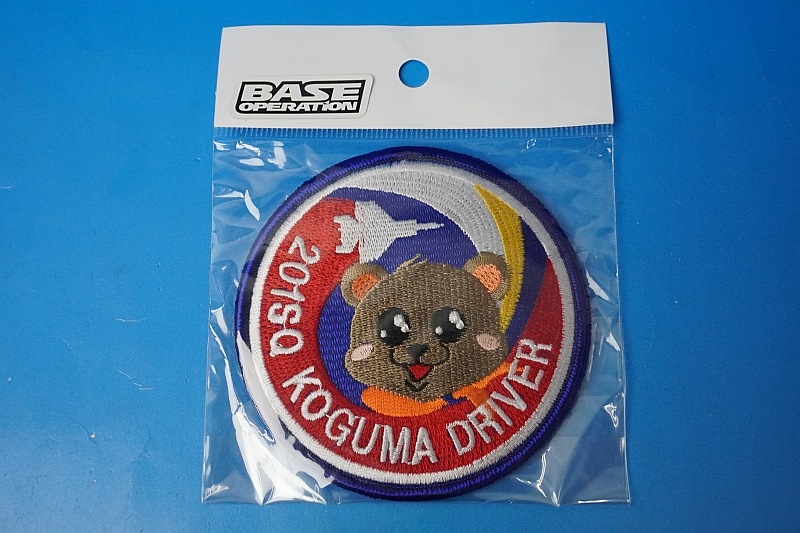 BASE
OPERATION
201SQ KOGUMA DRIVER